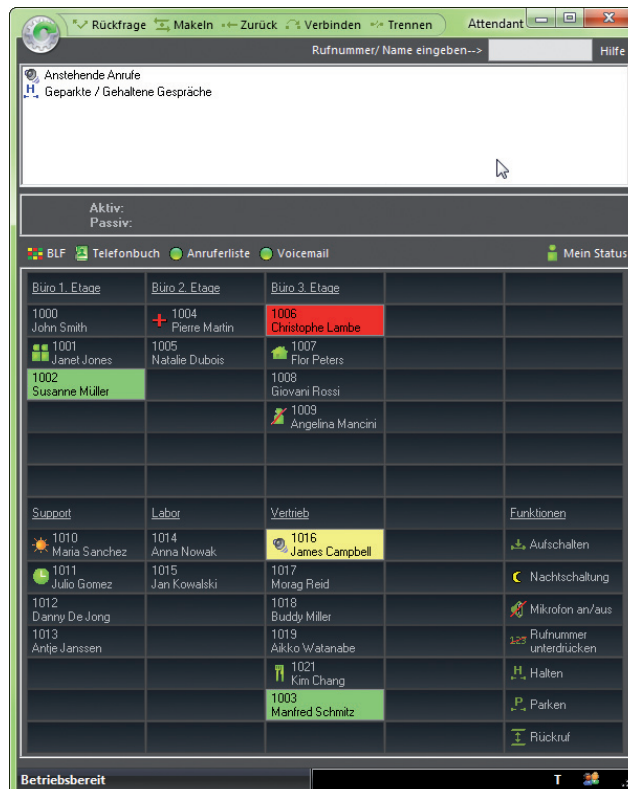 Rückfrage Makeln Zurück Verbinden Trennen Attendant
Rufnummer/ Name eingeben--> Hilfe
Anstehende Anrufe
H Geparkte / Gehaltene Gespräche
Aktiv:
Passiv:
BLF Telefonbuch Anruferliste Voicemail Mein Status
Büro 1. Etage Büro 2. Etage Büro 3. Etage
1000 1004 1006
John Smith Pierre Martin Christophe Lambe
1001 1005 1007
Janet Jones Natalie Dubois Flor Peters
1002 1008
Susanne Müller Giovani Rossi
1009
Angelina Mancini
Support Labor Vertrieb Funktionen
1010 1014 1016 Aufschalten
Maria Sanchez Anna Nowak James Campbell
1011 1015 1017 Nachtschaltung
Julio Gomez Jan Kowalski Morag Reid
1012 1018 Mikrofon an/aus
Danny De Jong Buddy Miller
1013 1019 123 Rufnummer
Antje Janssen Aikko Watanabe unterdrücken
1021 H Halten
Kim Chang
1003 P Parken
Manfred Schmitz
Rückruf
Betriebsbereit T